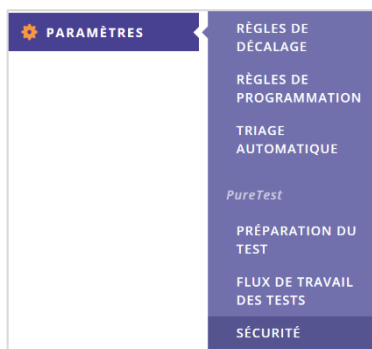 PARAMÈTRES
RÈGLES DE
DÉCALAGE
RÈGLES DE
PROGRAMMATION
TRIAGE
AUTOMATIQUE
PureTest
PRÉPARATION DU
TEST
FLUX DE TRAVAIL
DES TESTS
SÉCURITÉ